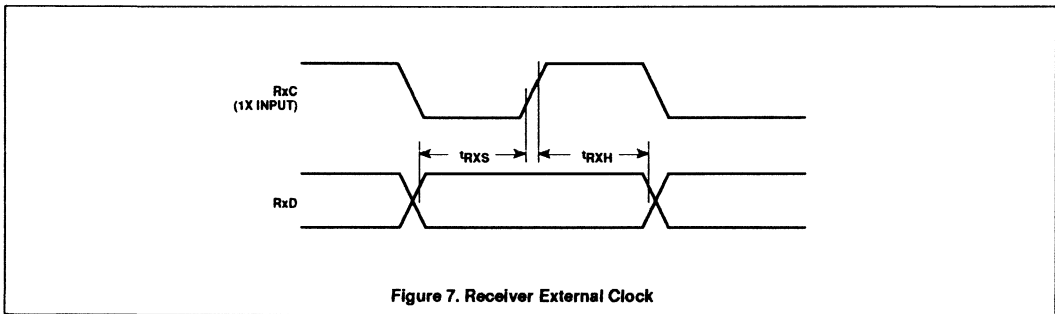 RxC
(1X INPUT)
tRXS
tRXH
RxD
Figure 7. Receiver External Clock